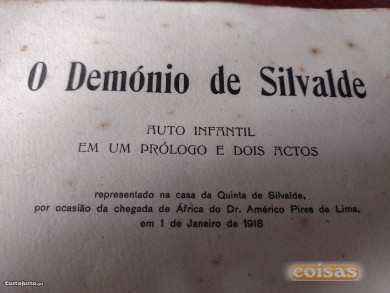 O Demónio de Silvalde
AUTO INFANTIL
EM UM PRÓLOGO E DOIS ACTOS
representado na casa da Quinta de Silvalde,
por ocasião da chegada de África do Dr. Américo Pires de Lima,
em 1 de Janeiro de 1918
CustoJusto.pt
coisas